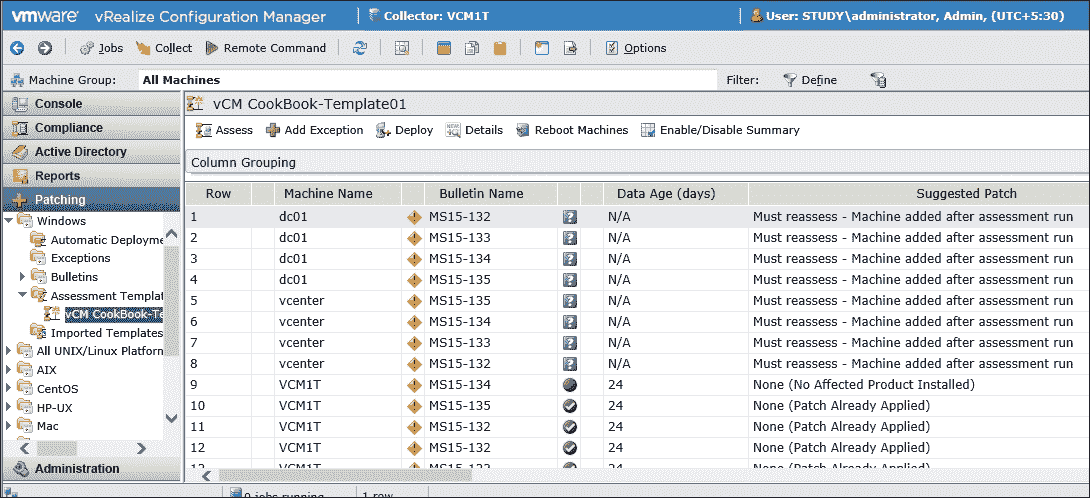 vmware vRealize Configuration Manager Collector: VCM1T User: STUDY\administrator, Admin, (UTC+5:30)
Jobs Collect Remote Command Options
Machine Group: All Machines Filter: Define
Console
Compliance
Active Directory
Reports
Patching
Windows
Automatic Deployme
Exceptions
Bulletins
Assessment Templat
vCM CookBook-Te
Imported Templates
All UNIX/Linux Platforn
AIX
CentOS
HP-UX
Mac
Administration
vCM CookBook-Template01
Assess Add Exception Deploy Details Reboot Machines Enable/Disable Summary
Column Grouping
Row Machine Name Bulletin Name Data Age (days) Suggested Patch
1 dc01 MS15-132 N/A Must reassess - Machine added after assessment run
2 dc01 MS15-133 N/A Must reassess - Machine added after assessment run
3 dc01 MS15-134 N/A Must reassess - Machine added after assessment run
4 dc01 MS15-135 N/A Must reassess - Machine added after assessment run
5 vcenter MS15-135 N/A Must reassess - Machine added after assessment run
6 vcenter MS15-134 N/A Must reassess - Machine added after assessment run
7 vcenter MS15-133 N/A Must reassess - Machine added after assessment run
8 vcenter MS15-132 N/A Must reassess - Machine added after assessment run
9 VCM1T MS15-134 24 None (No Affected Product Installed)
10 VCM1T MS15-135 24 None (Patch Already Applied)
11 VCM1T MS15-132 24 None (Patch Already Applied)
12 VCM1T MS15-132 24 None (Patch Already Applied)
VCM1T 24 None (Patch Already Applied)
0 jobs running 1 row